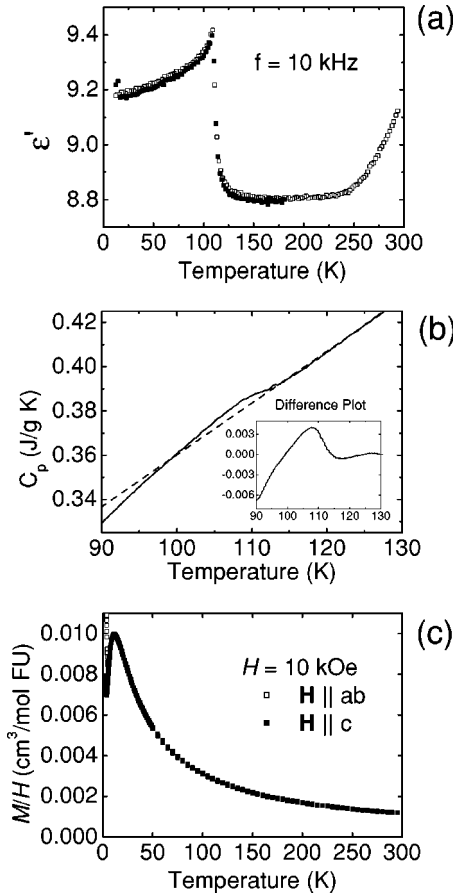 (a)
9.4
9.2
9.0
8.8
ε'
f = 10 kHz
0 50 100 150 200 250 300
Temperature (K)
(b)
0.42
0.40
0.38
0.36
0.34
C_p (J/g K)
Difference Plot
0.003
0.000
-0.003
-0.006
90 100 110 120 130
90 100 110 120 130
Temperature (K)
(c)
0.010
0.008
0.006
0.004
0.002
0.000
M/H (cm³/mol FU)
H = 10 kOe
H || ab
H || c
0 50 100 150 200 250 300
Temperature (K)